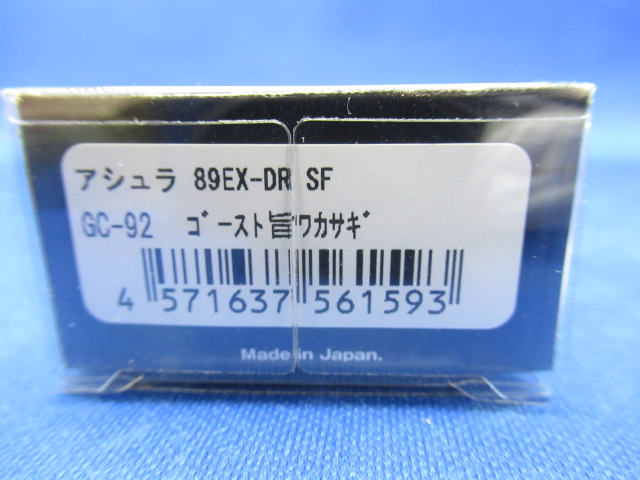 アシュラ 89EX-DR SF
GC-92 ゴースト旨ワカサギ
4 571637 561593
Made in Japan.